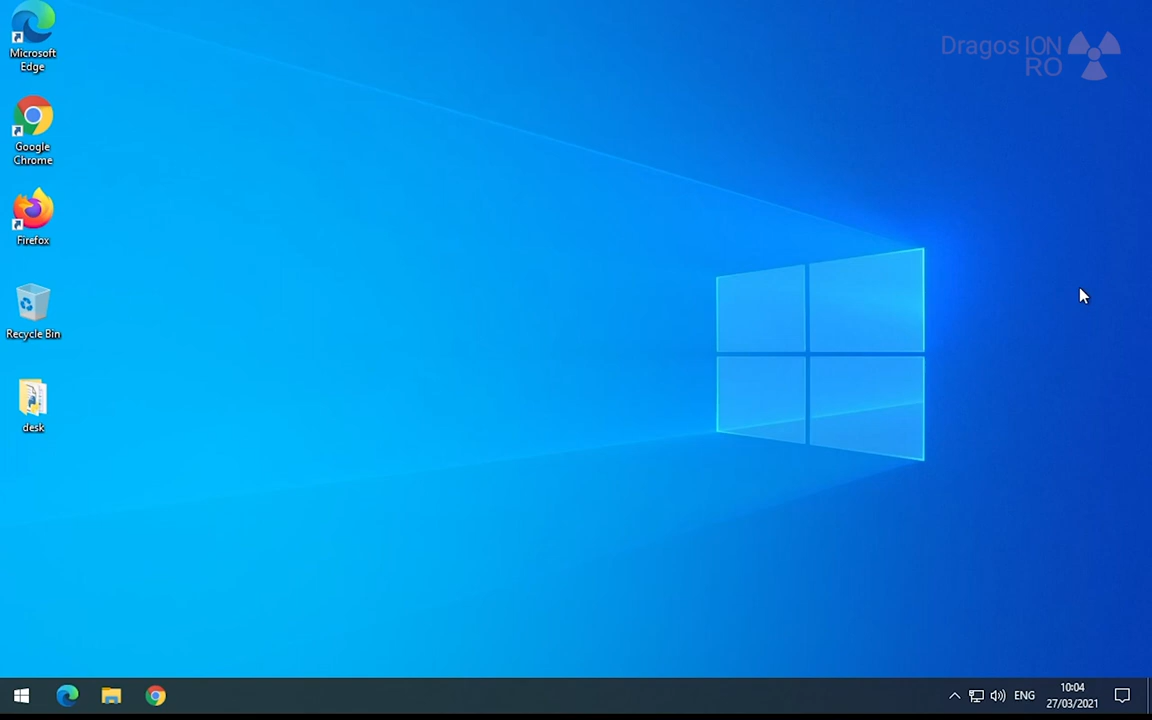 Microsoft
Edge
Google
Chrome
Firefox
Recycle Bin
desk
Dragos ION
RO
ENG
10:04
27/03/2021